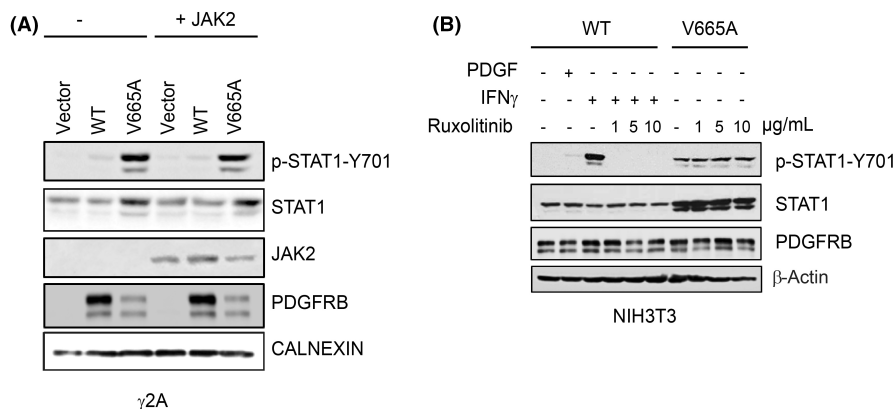 (A)
- + JAK2
Vector WT V665A Vector WT V665A
p-STAT1-Y701
STAT1
JAK2
PDGFRB
CALNEXIN
γ2A
(B)
WT V665A
PDGF - + - - - - - - - -
IFNγ - - + + + + - - - -
Ruxolitinib - - - 1 5 10 - 1 5 10 µg/mL
p-STAT1-Y701
STAT1
PDGFRB
β-Actin
NIH3T3